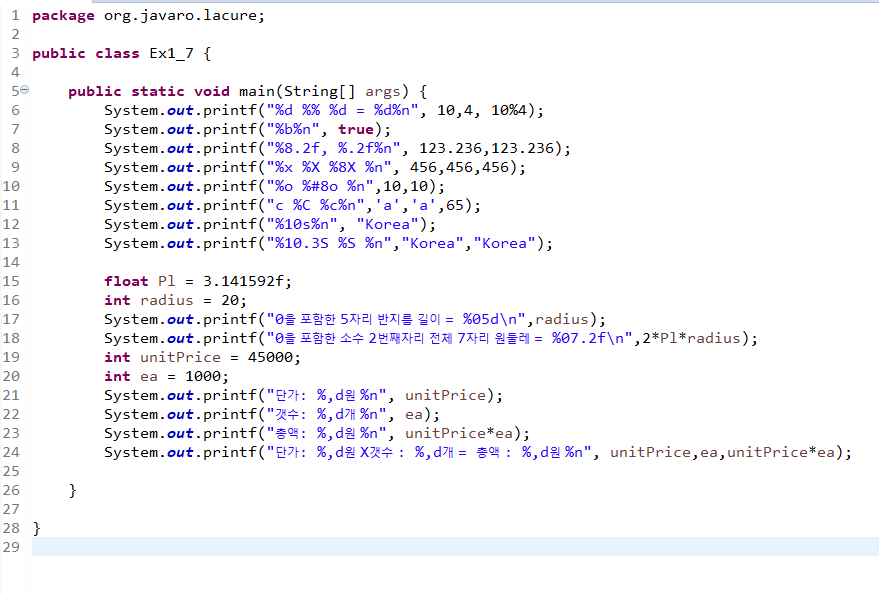 1 package org.javaro.lacure;
2
3 public class Ex1_7 {
4
5 public static void main(String[] args) {
6 System.out.printf("%d %% %d = %d%n", 10,4, 10%4);
7 System.out.printf("%b%n", true);
8 System.out.printf("%8.2f, %.2f%n", 123.236,123.236);
9 System.out.printf("%x %X %8X %n", 456,456,456);
10 System.out.printf("%o %#8o %n",10,10);
11 System.out.printf("c %C %c%n",'a','a',65);
12 System.out.printf("%10s%n", "Korea");
13 System.out.printf("%10.3S %S %n","Korea","Korea");
14
15 float Pl = 3.141592f;
16 int radius = 20;
17 System.out.printf("0을 포함한 5자리 반지름 길이 = %05d\n",radius);
18 System.out.printf("0을 포함한 소수 2번째자리 전체 7자리 원둘레 = %07.2f\n",2*Pl*radius);
19 int unitPrice = 45000;
20 int ea = 1000;
21 System.out.printf("단가: %,d원 %n", unitPrice);
22 System.out.printf("갯수: %,d개 %n", ea);
23 System.out.printf("총액: %,d원 %n", unitPrice*ea);
24 System.out.printf("단가: %,d원 X갯수 : %,d개 = 총액 : %,d원 %n", unitPrice,ea,unitPrice*ea);
25
26 }
27
28 }
29